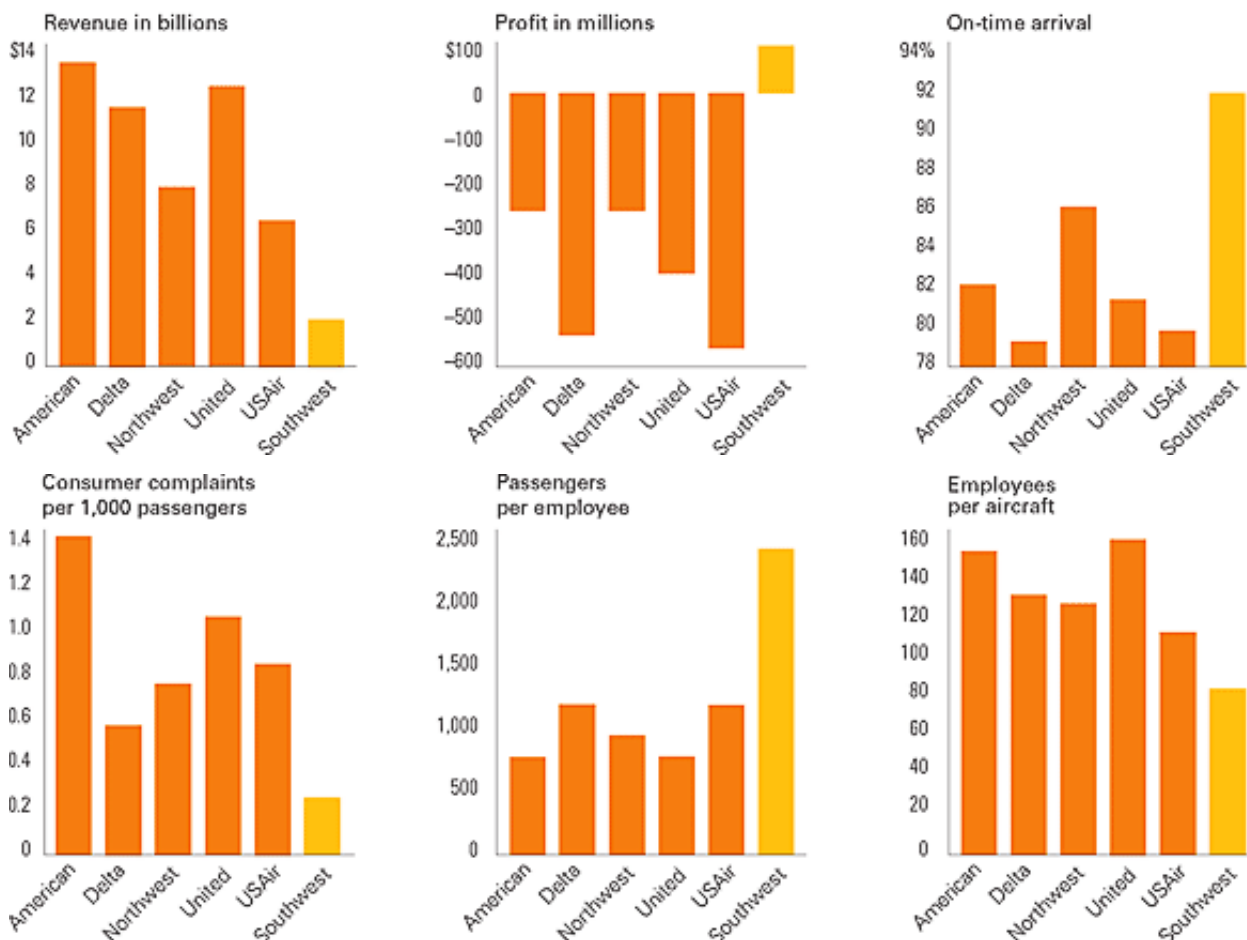 Revenue in billions
$14
12
10
8
6
4
2
0
American
Delta
Northwest
United
USAir
Southwest
Profit in millions
$100
0
–100
–200
–300
–400
–500
–600
American
Delta
Northwest
United
USAir
Southwest
On-time arrival
94%
92
90
88
86
84
82
80
78
American
Delta
Northwest
United
USAir
Southwest
Consumer complaints
per 1,000 passengers
1.4
1.2
1.0
0.8
0.6
0.4
0.2
0
American
Delta
Northwest
United
USAir
Southwest
Passengers
per employee
2,500
2,000
1,500
1,000
500
0
American
Delta
Northwest
United
USAir
Southwest
Employees
per aircraft
160
140
120
100
80
60
40
20
0
American
Delta
Northwest
United
USAir
Southwest